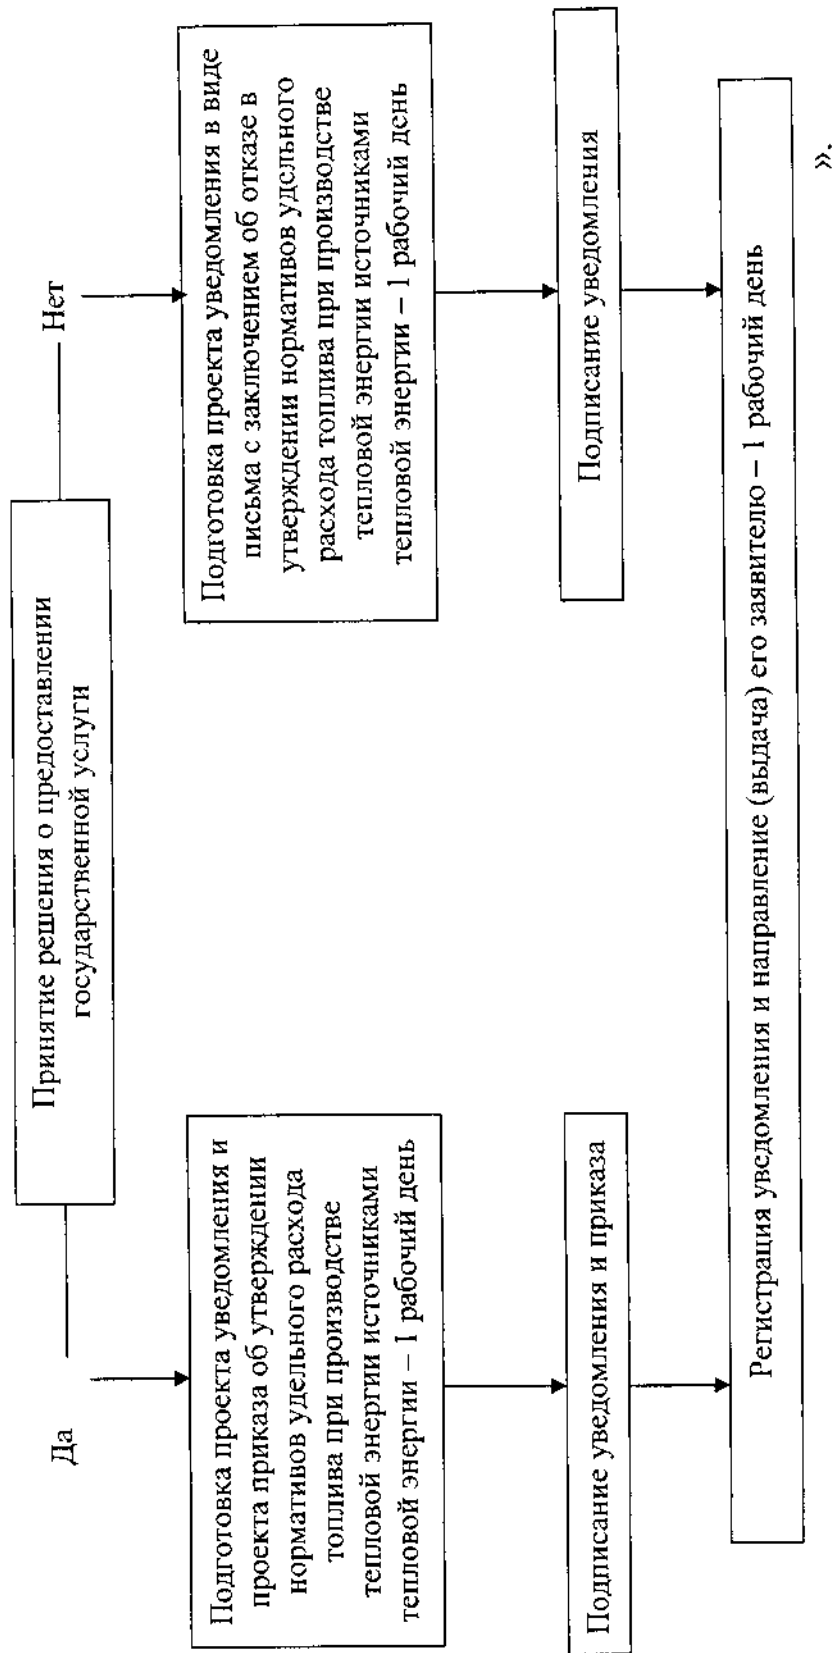 Принятие решения о предоставлении
государственной услуги
Да
Нет
Подготовка проекта уведомления и
проекта приказа об утверждении
нормативов удельного расхода
топлива при производстве
тепловой энергии источниками
тепловой энергии – 1 рабочий день
Подготовка проекта уведомления в виде
письма с заключением об отказе в
утверждении нормативов удельного
расхода топлива при производстве
тепловой энергии источниками
тепловой энергии – 1 рабочий день
Подписание уведомления и приказа
Подписание уведомления
Регистрация уведомления и направление (выдача) его заявителю – 1 рабочий день
».